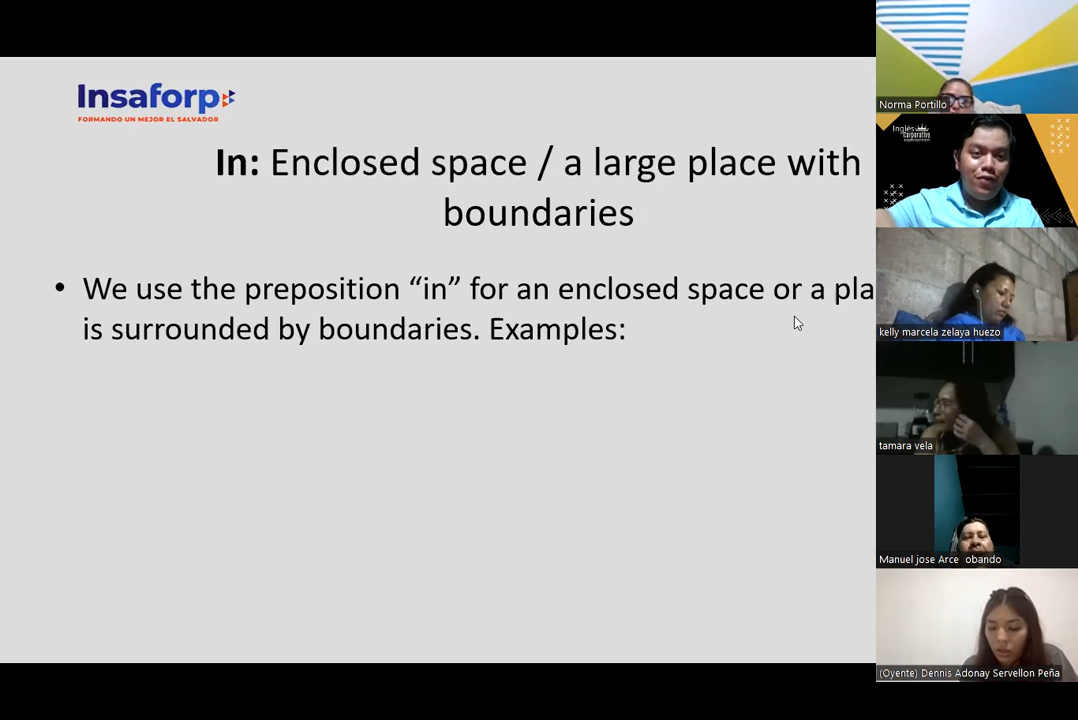 Insaforp
FORMANDO UN MEJOR EL SALVADOR
In: Enclosed space / a large place with
boundaries
• We use the preposition “in” for an enclosed space or a pla
is surrounded by boundaries. Examples:
Norma Portillo
Inglés
Corporativo
kelly marcela zelaya huezo
tamara vela
Manuel jose Arce obando
(Oyente) Dennis Adonay Servellon Peña